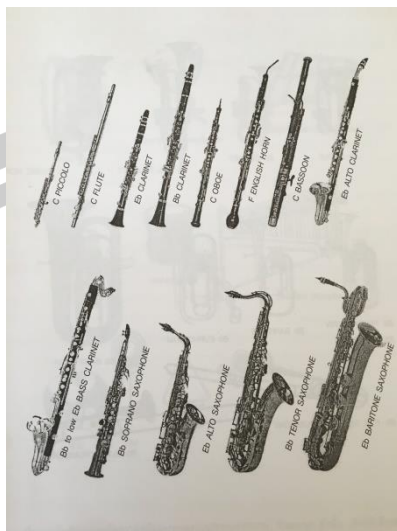 C PICCOLO
C FLUTE
Eb CLARINET
Bb CLARINET
C OBOE
F ENGLISH HORN
C BASSOON
Eb ALTO CLARINET
Bb to low Eb BASS CLARINET
Bb SOPRANO SAXOPHONE
Eb ALTO SAXOPHONE
Bb TENOR SAXOPHONE
Eb BARITONE SAXOPHONE